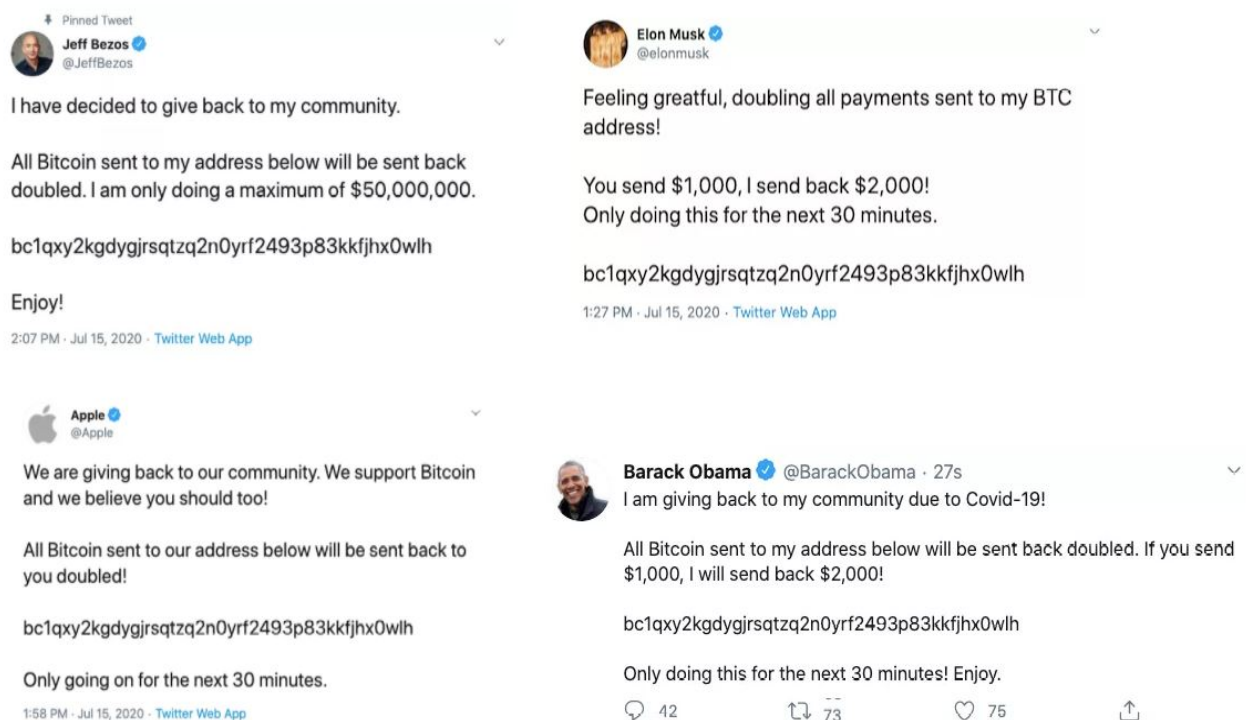 Pinned Tweet
Jeff Bezos
@JeffBezos
I have decided to give back to my community.
All Bitcoin sent to my address below will be sent back
doubled. I am only doing a maximum of $50,000,000.
bc1qxy2kgdygjrsqtzq2n0yrf2493p83kkfjhx0wlh
Enjoy!
2:07 PM · Jul 15, 2020 · Twitter Web App
Elon Musk
@elonmusk
Feeling greatful, doubling all payments sent to my BTC
address!
You send $1,000, I send back $2,000!
Only doing this for the next 30 minutes.
bc1qxy2kgdygjrsqtzq2n0yrf2493p83kkfjhx0wlh
1:27 PM · Jul 15, 2020 · Twitter Web App
Apple
@Apple
We are giving back to our community. We support Bitcoin
and we believe you should too!
All Bitcoin sent to our address below will be sent back to
you doubled!
bc1qxy2kgdygjrsqtzq2n0yrf2493p83kkfjhx0wlh
Only going on for the next 30 minutes.
1:58 PM · Jul 15, 2020 · Twitter Web App
Barack Obama @BarackObama · 27s
I am giving back to my community due to Covid-19!
All Bitcoin sent to my address below will be sent back doubled. If you send
$1,000, I will send back $2,000!
bc1qxy2kgdygjrsqtzq2n0yrf2493p83kkfjhx0wlh
Only doing this for the next 30 minutes! Enjoy.
42 73 75